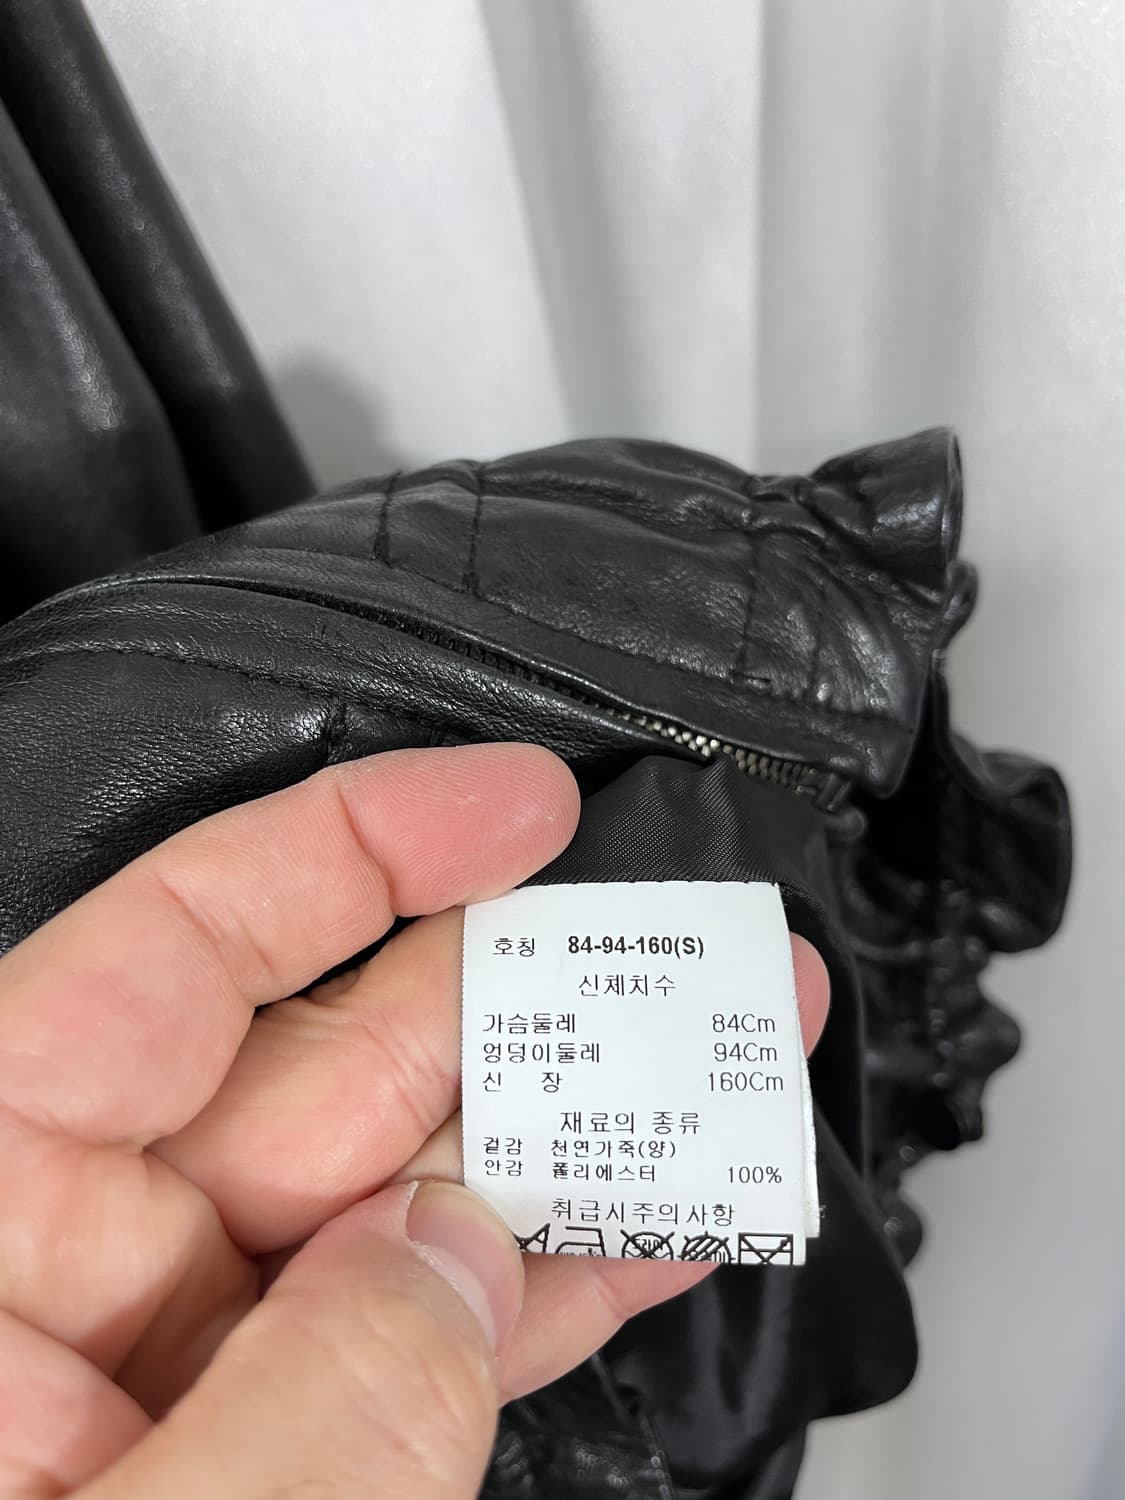 호칭 84-94-160(S)
신체치수
가슴둘레 84Cm
엉덩이둘레 94Cm
신 장 160Cm
재료의 종류
겉감 천연가죽(양)
안감 폴리에스터 100%
취급시주의사항